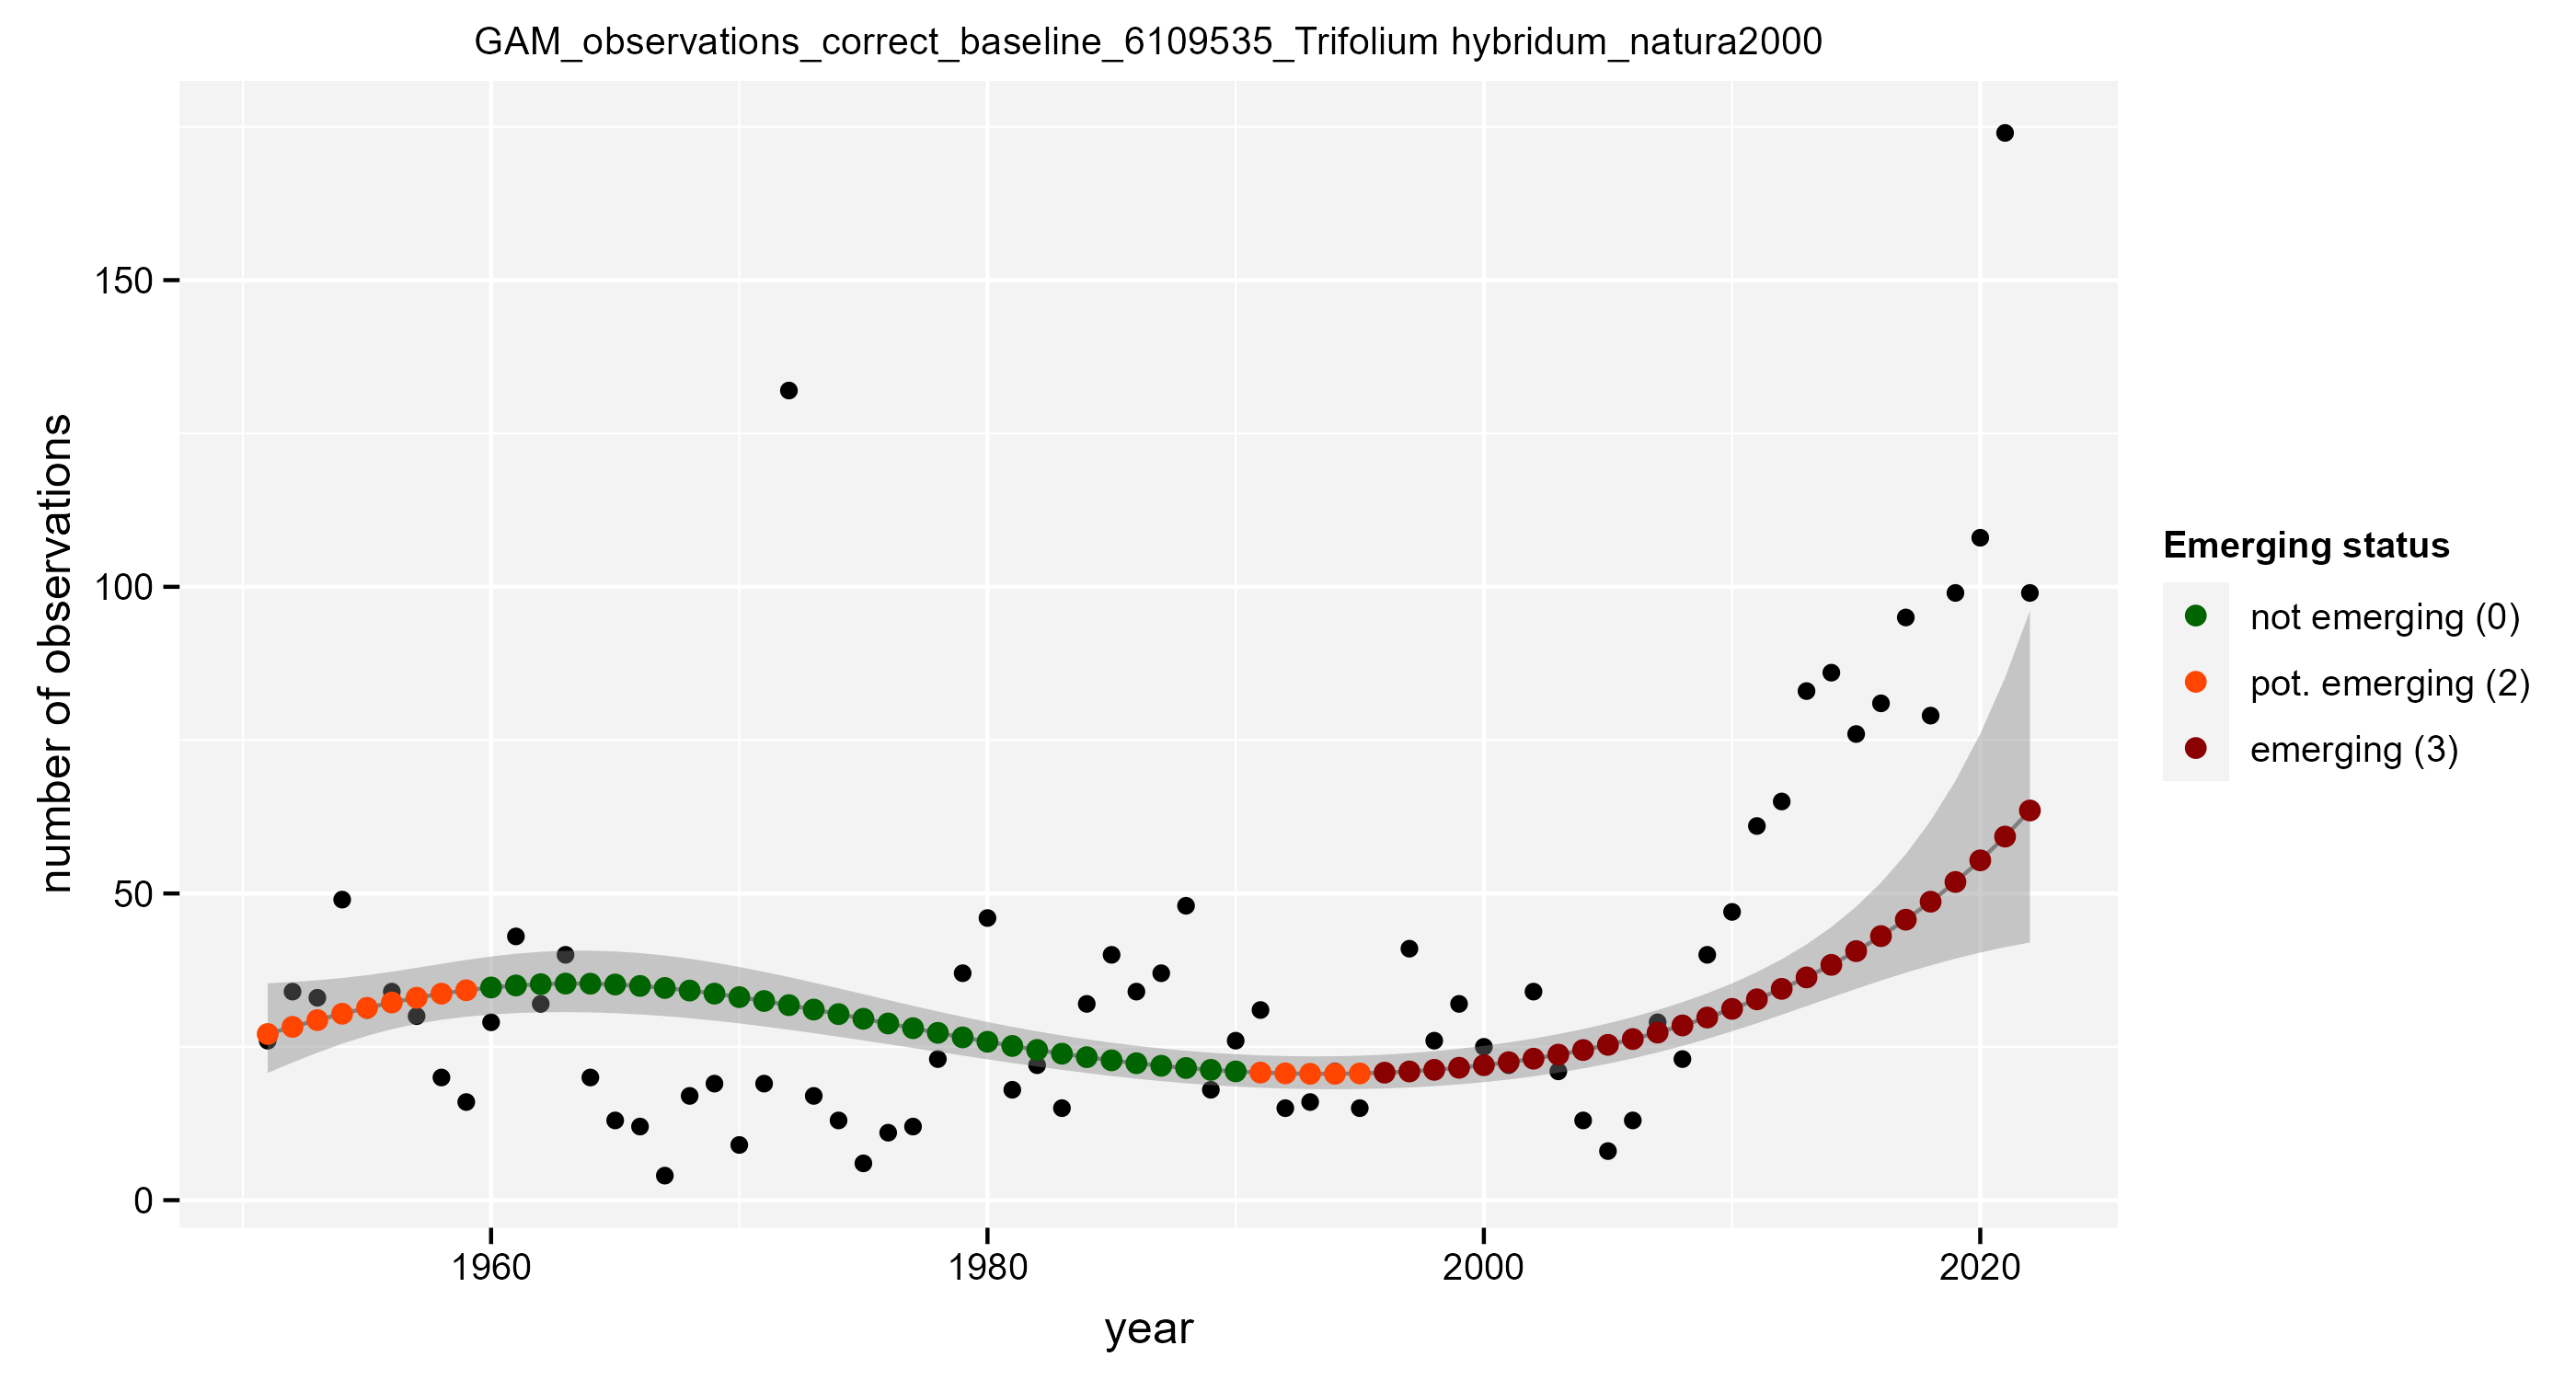 GAM_observations_correct_baseline_6109535_Trifolium hybridum_natura2000
number of observations
150
100
50
0
1960
1980
2000
2020
year
Emerging status
not emerging (0)
pot. emerging (2)
emerging (3)